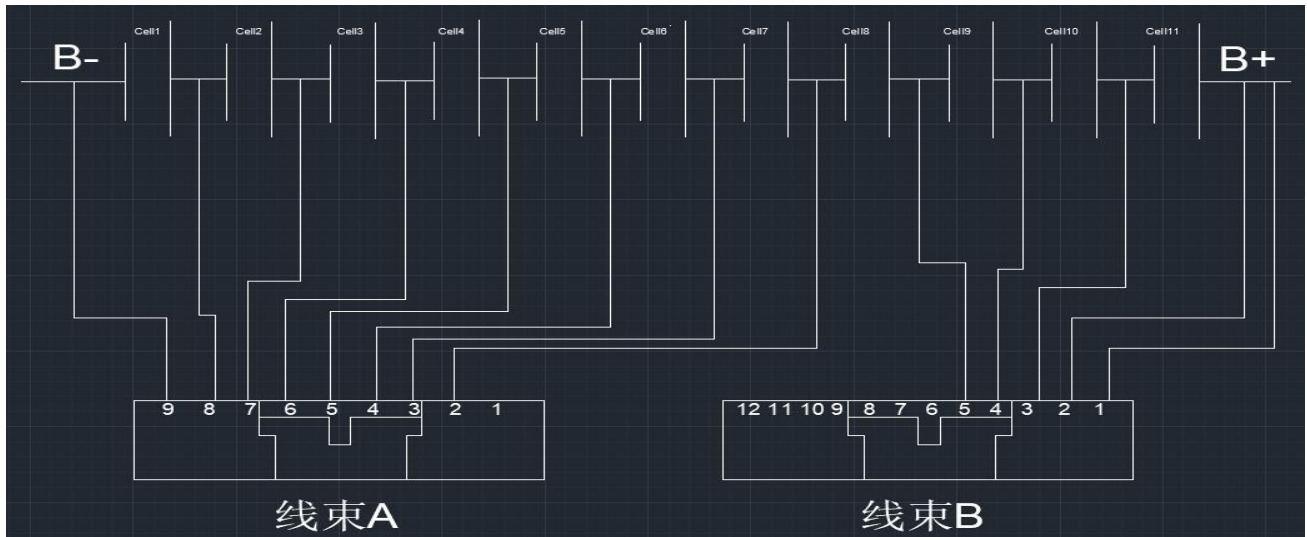 Cell1 Cell2 Cell3 Cell4 Cell5 Cell6 Cell7 Cell8 Cell9 Cell10 Cell11
B- B+
9 8 7 6 5 4 3 2 1
12 11 10 9 8 7 6 5 4 3 2 1
线束A
线束B